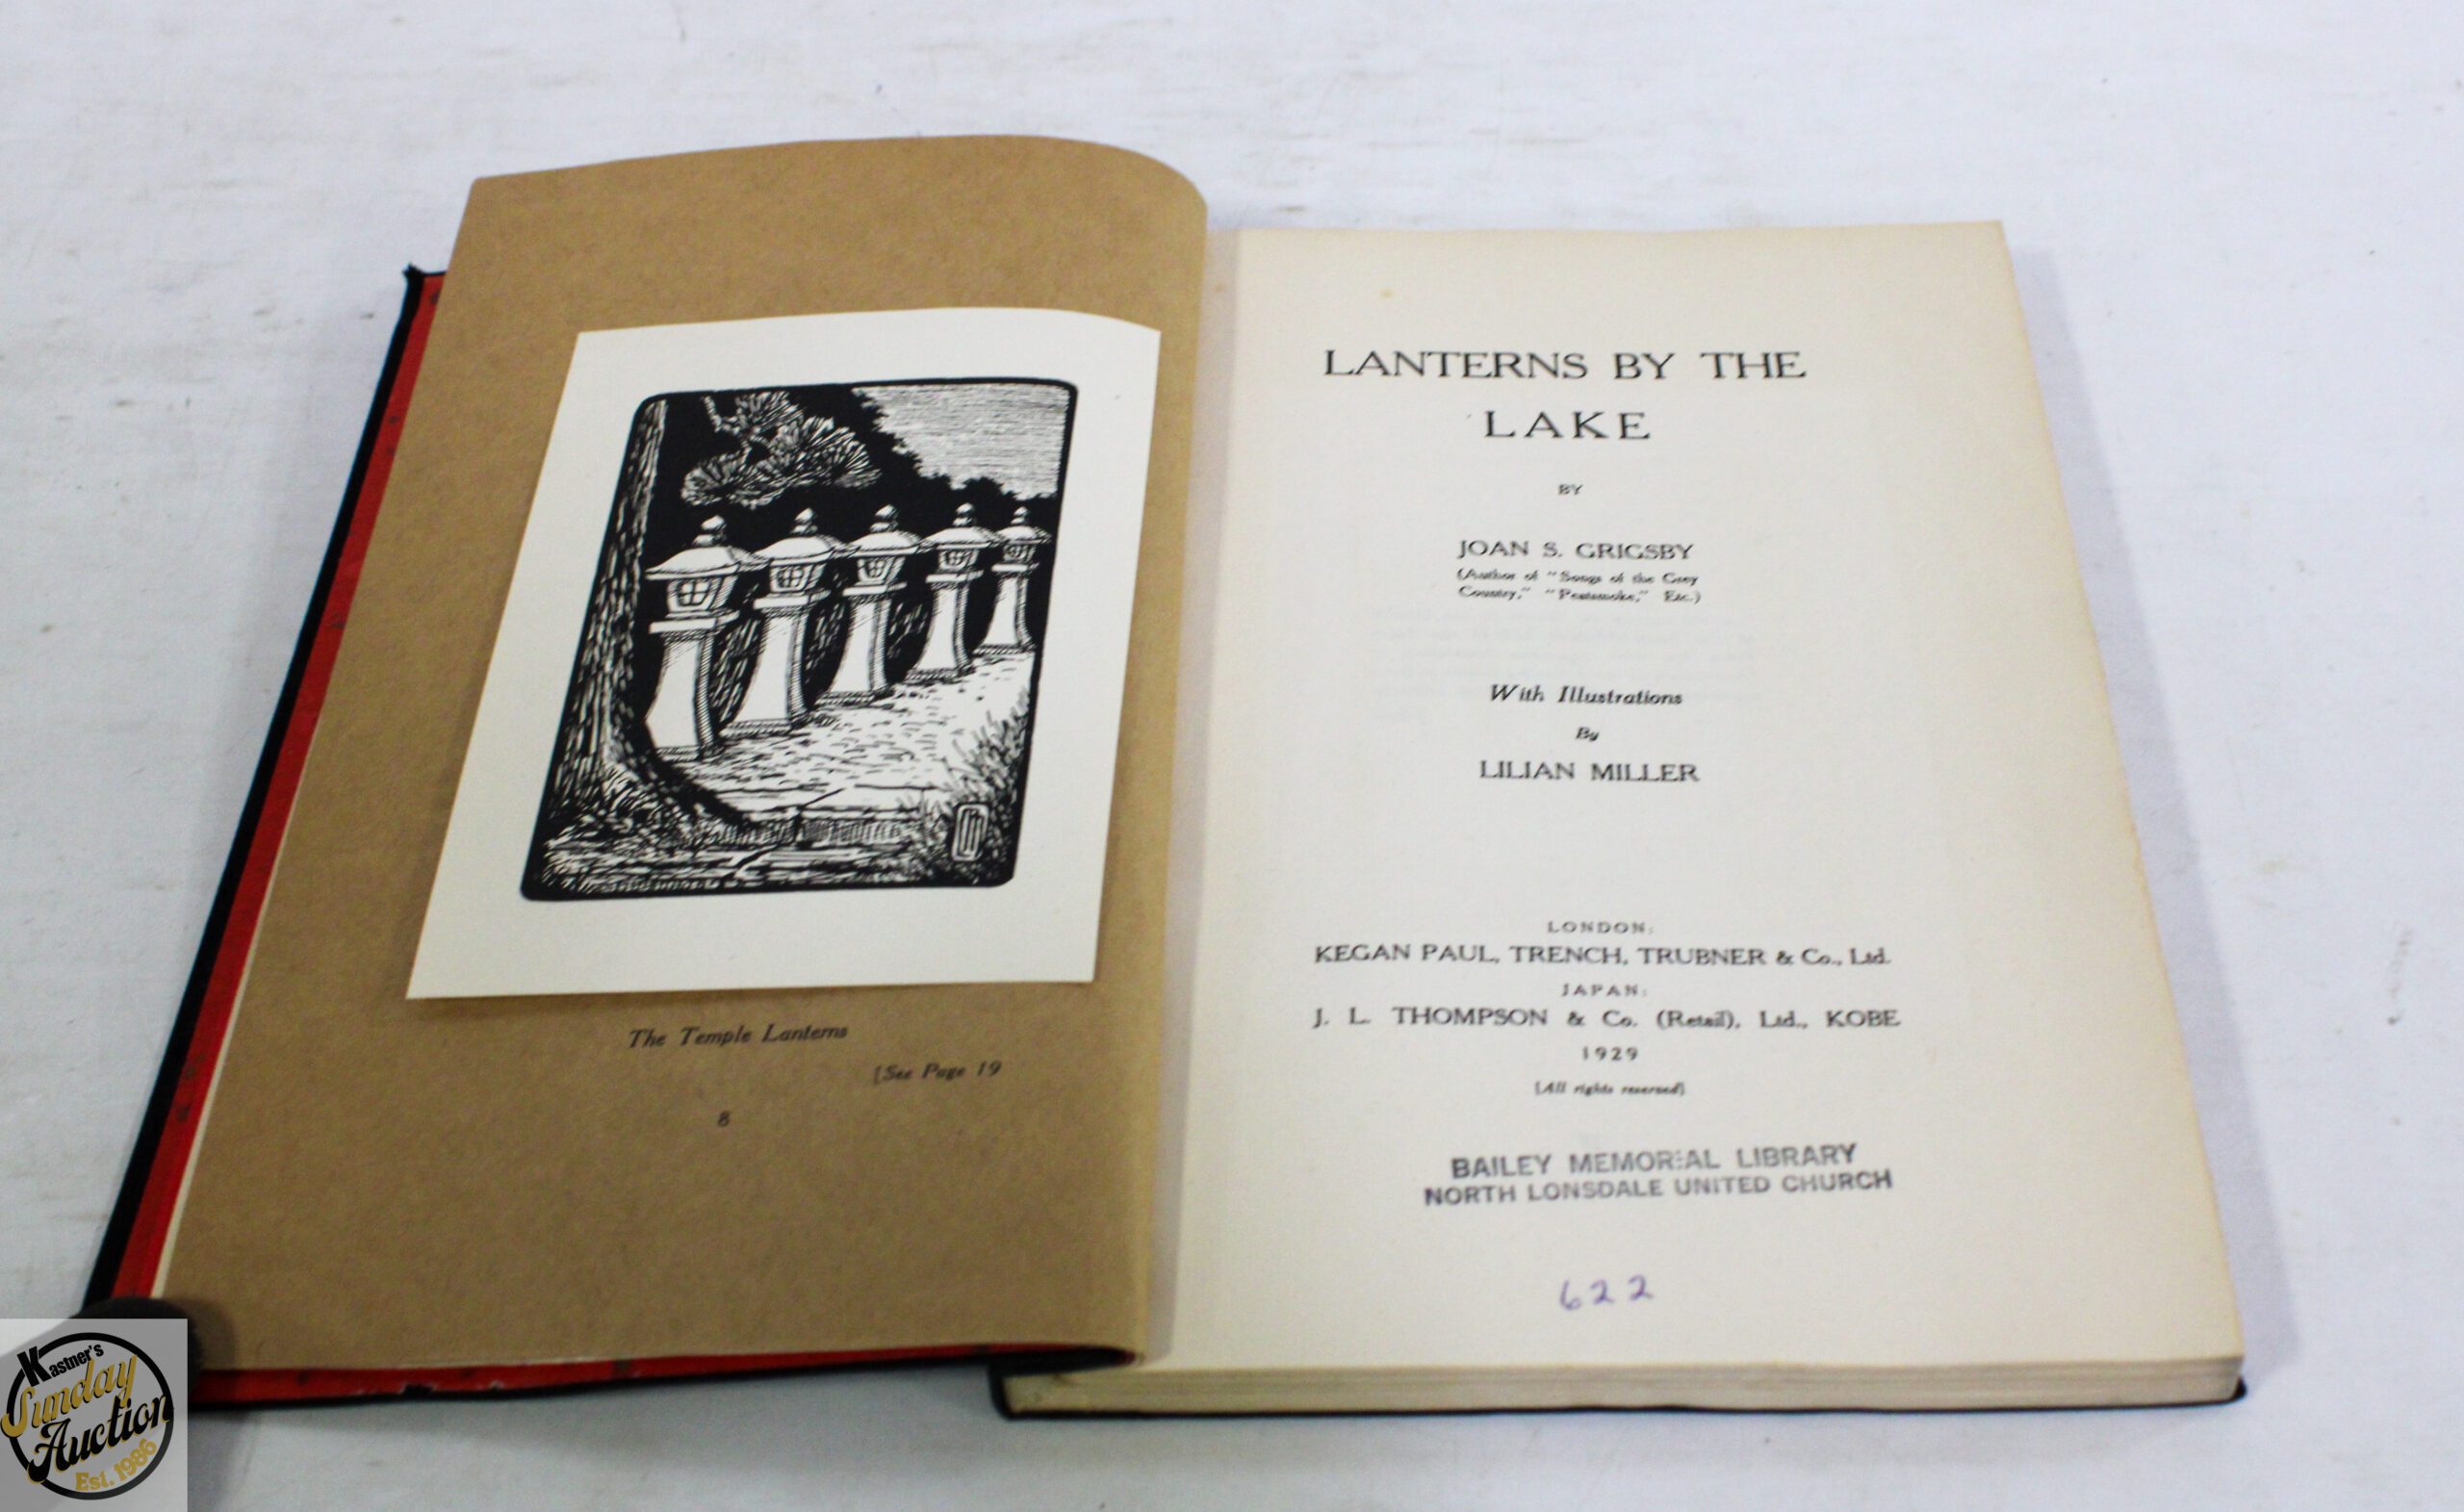 The Temple Lanterns
[See Page 19
8
LANTERNS BY THE
LAKE
BY
JOAN S. GRIGSBY
(Author of "Songs of the Grey
Country," "Peatsmoke," Etc.)
With Illustrations
By
LILIAN MILLER
LONDON:
KEGAN PAUL, TRENCH, TRUBNER & Co., Ltd.
JAPAN:
J. L. THOMPSON & Co. (Retail), Ltd., KOBE
1929
[All rights reserved]
BAILEY MEMORIAL LIBRARY
NORTH LONSDALE UNITED CHURCH
622
Kastner's
Sunday
Auction
Est. 1986